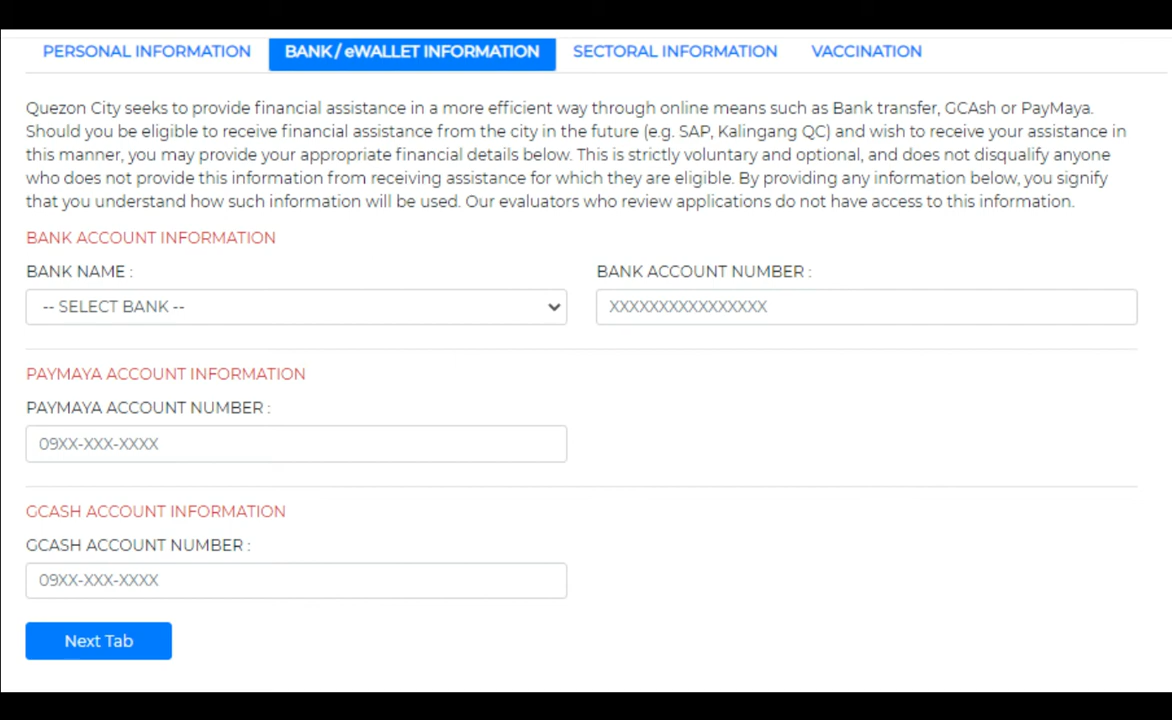 PERSONAL INFORMATION BANK / eWALLET INFORMATION SECTORAL INFORMATION VACCINATION
Quezon City seeks to provide financial assistance in a more efficient way through online means such as Bank transfer, GCAsh or PayMaya.
Should you be eligible to receive financial assistance from the city in the future (e.g. SAP, Kalingang QC) and wish to receive your assistance in
this manner, you may provide your appropriate financial details below. This is strictly voluntary and optional, and does not disqualify anyone
who does not provide this information from receiving assistance for which they are eligible. By providing any information below, you signify
that you understand how such information will be used. Our evaluators who review applications do not have access to this information.
BANK ACCOUNT INFORMATION
BANK NAME : BANK ACCOUNT NUMBER :
-- SELECT BANK -- XXXXXXXXXXXXXXXX
PAYMAYA ACCOUNT INFORMATION
PAYMAYA ACCOUNT NUMBER :
09XX-XXX-XXXX
GCASH ACCOUNT INFORMATION
GCASH ACCOUNT NUMBER :
09XX-XXX-XXXX
Next Tab